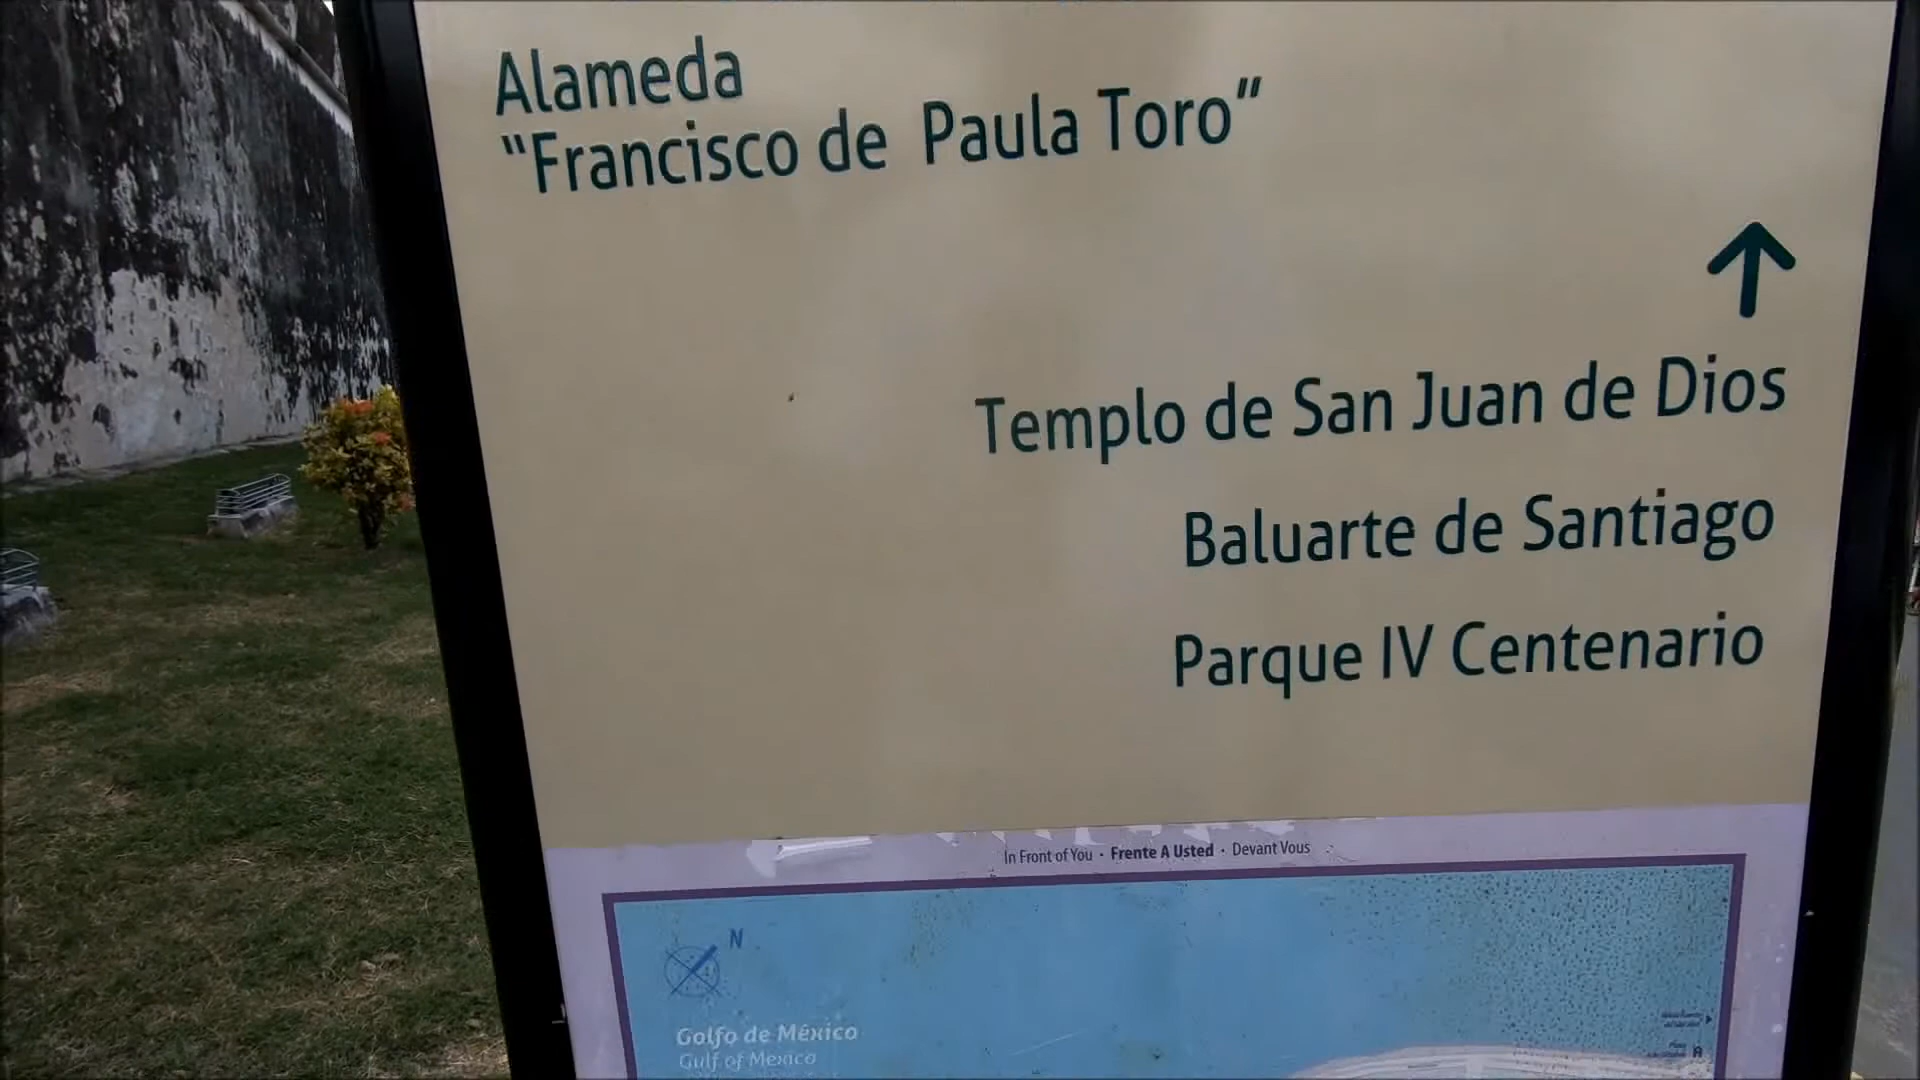 Alameda
“Francisco de Paula Toro”
↑
Templo de San Juan de Dios
Baluarte de Santiago
Parque IV Centenario
In Front of You · Frente A Usted · Devant Vous
N
Golfo de México
Gulf of Mexico